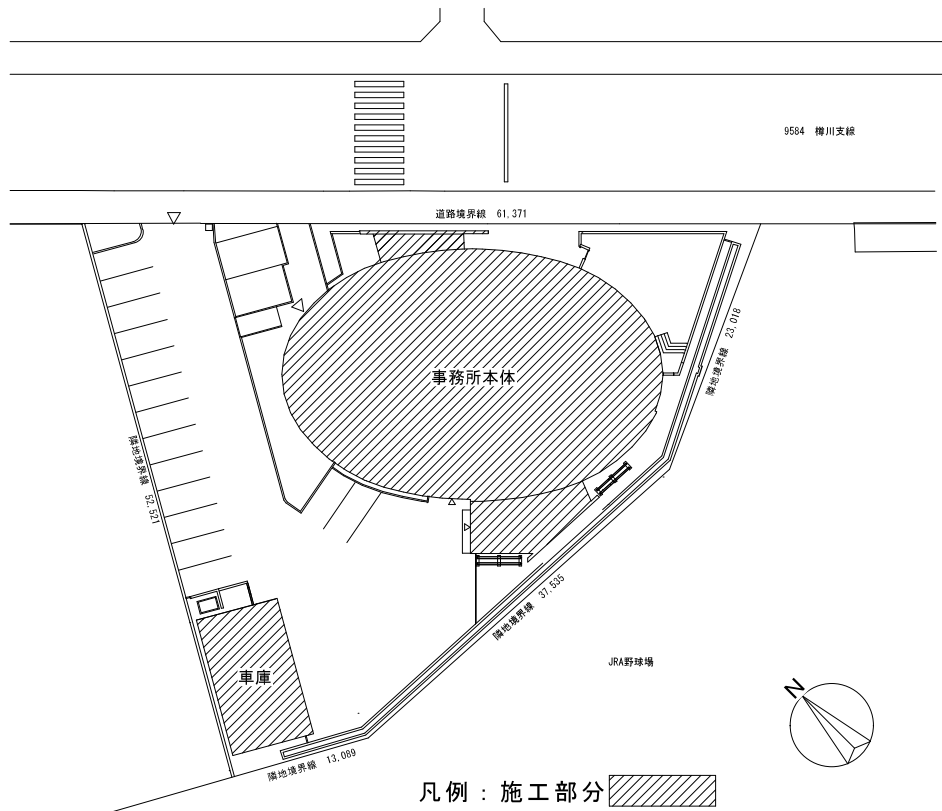 9584 樽川支線
道路境界線 61,371
隣地境界線 23,018
事務所本体
隣地境界線 52,521
隣地境界線 37,535
JRA野球場
車庫
N
隣地境界線 13,089
凡例：施工部分